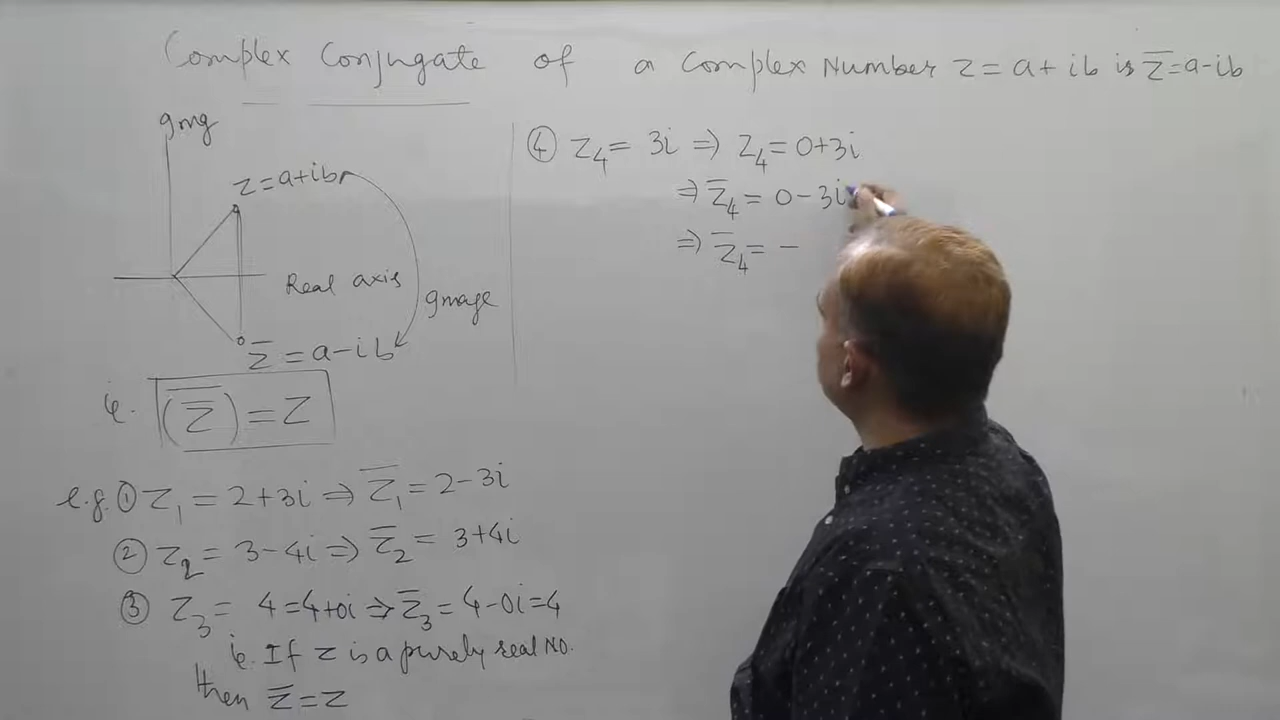 Complex Conjugate of a Complex Number z = a + ib is z̅ = a - ib
Img
z = a + ib
Real axis
Image
z̅ = a - ib
ie. (z̅)̅ = z
e.g. ① z₁ = 2 + 3i ⇒ z̅₁ = 2 - 3i
② z₂ = 3 - 4i ⇒ z̅₂ = 3 + 4i
③ z₃ = 4 = 4 + 0i ⇒ z̅₃ = 4 - 0i = 4
ie. If z is a purely real No.
then z̅ = z
④ z₄ = 3i ⇒ z₄ = 0 + 3i
⇒ z̅₄ = 0 - 3i
⇒ z̅₄ = -